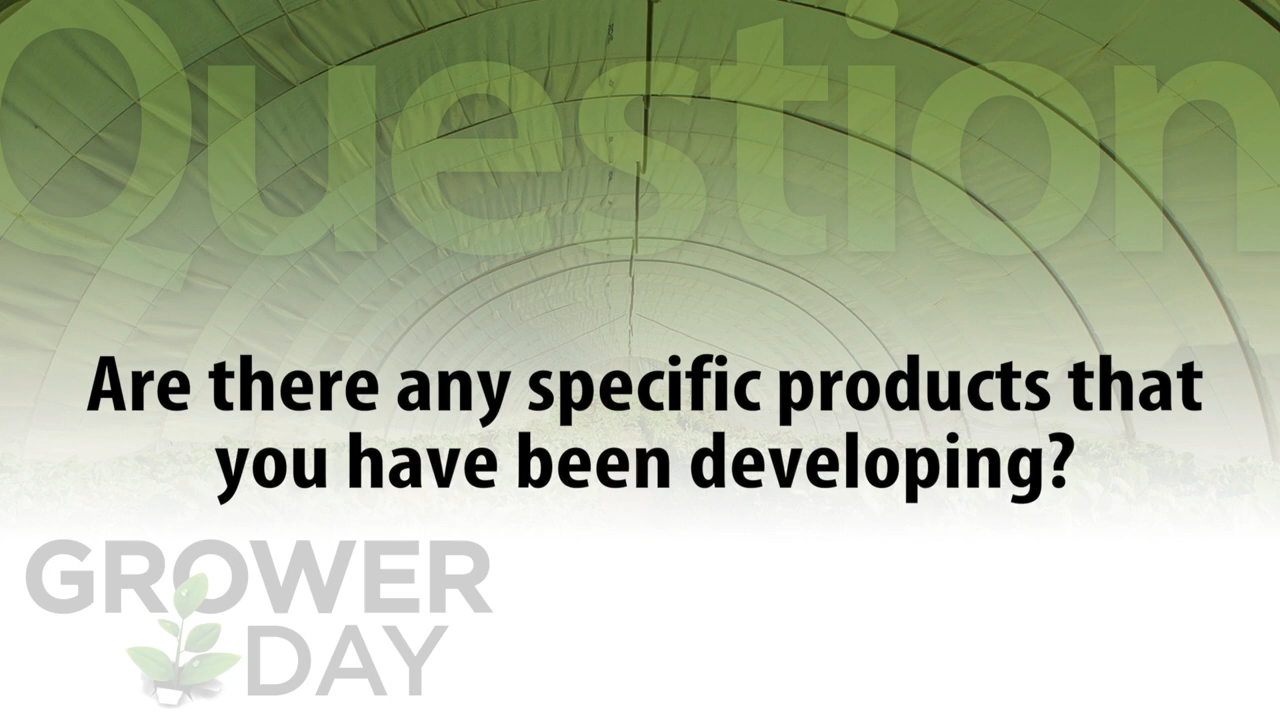 Question
Are there any specific products that
you have been developing?
GROWER
DAY